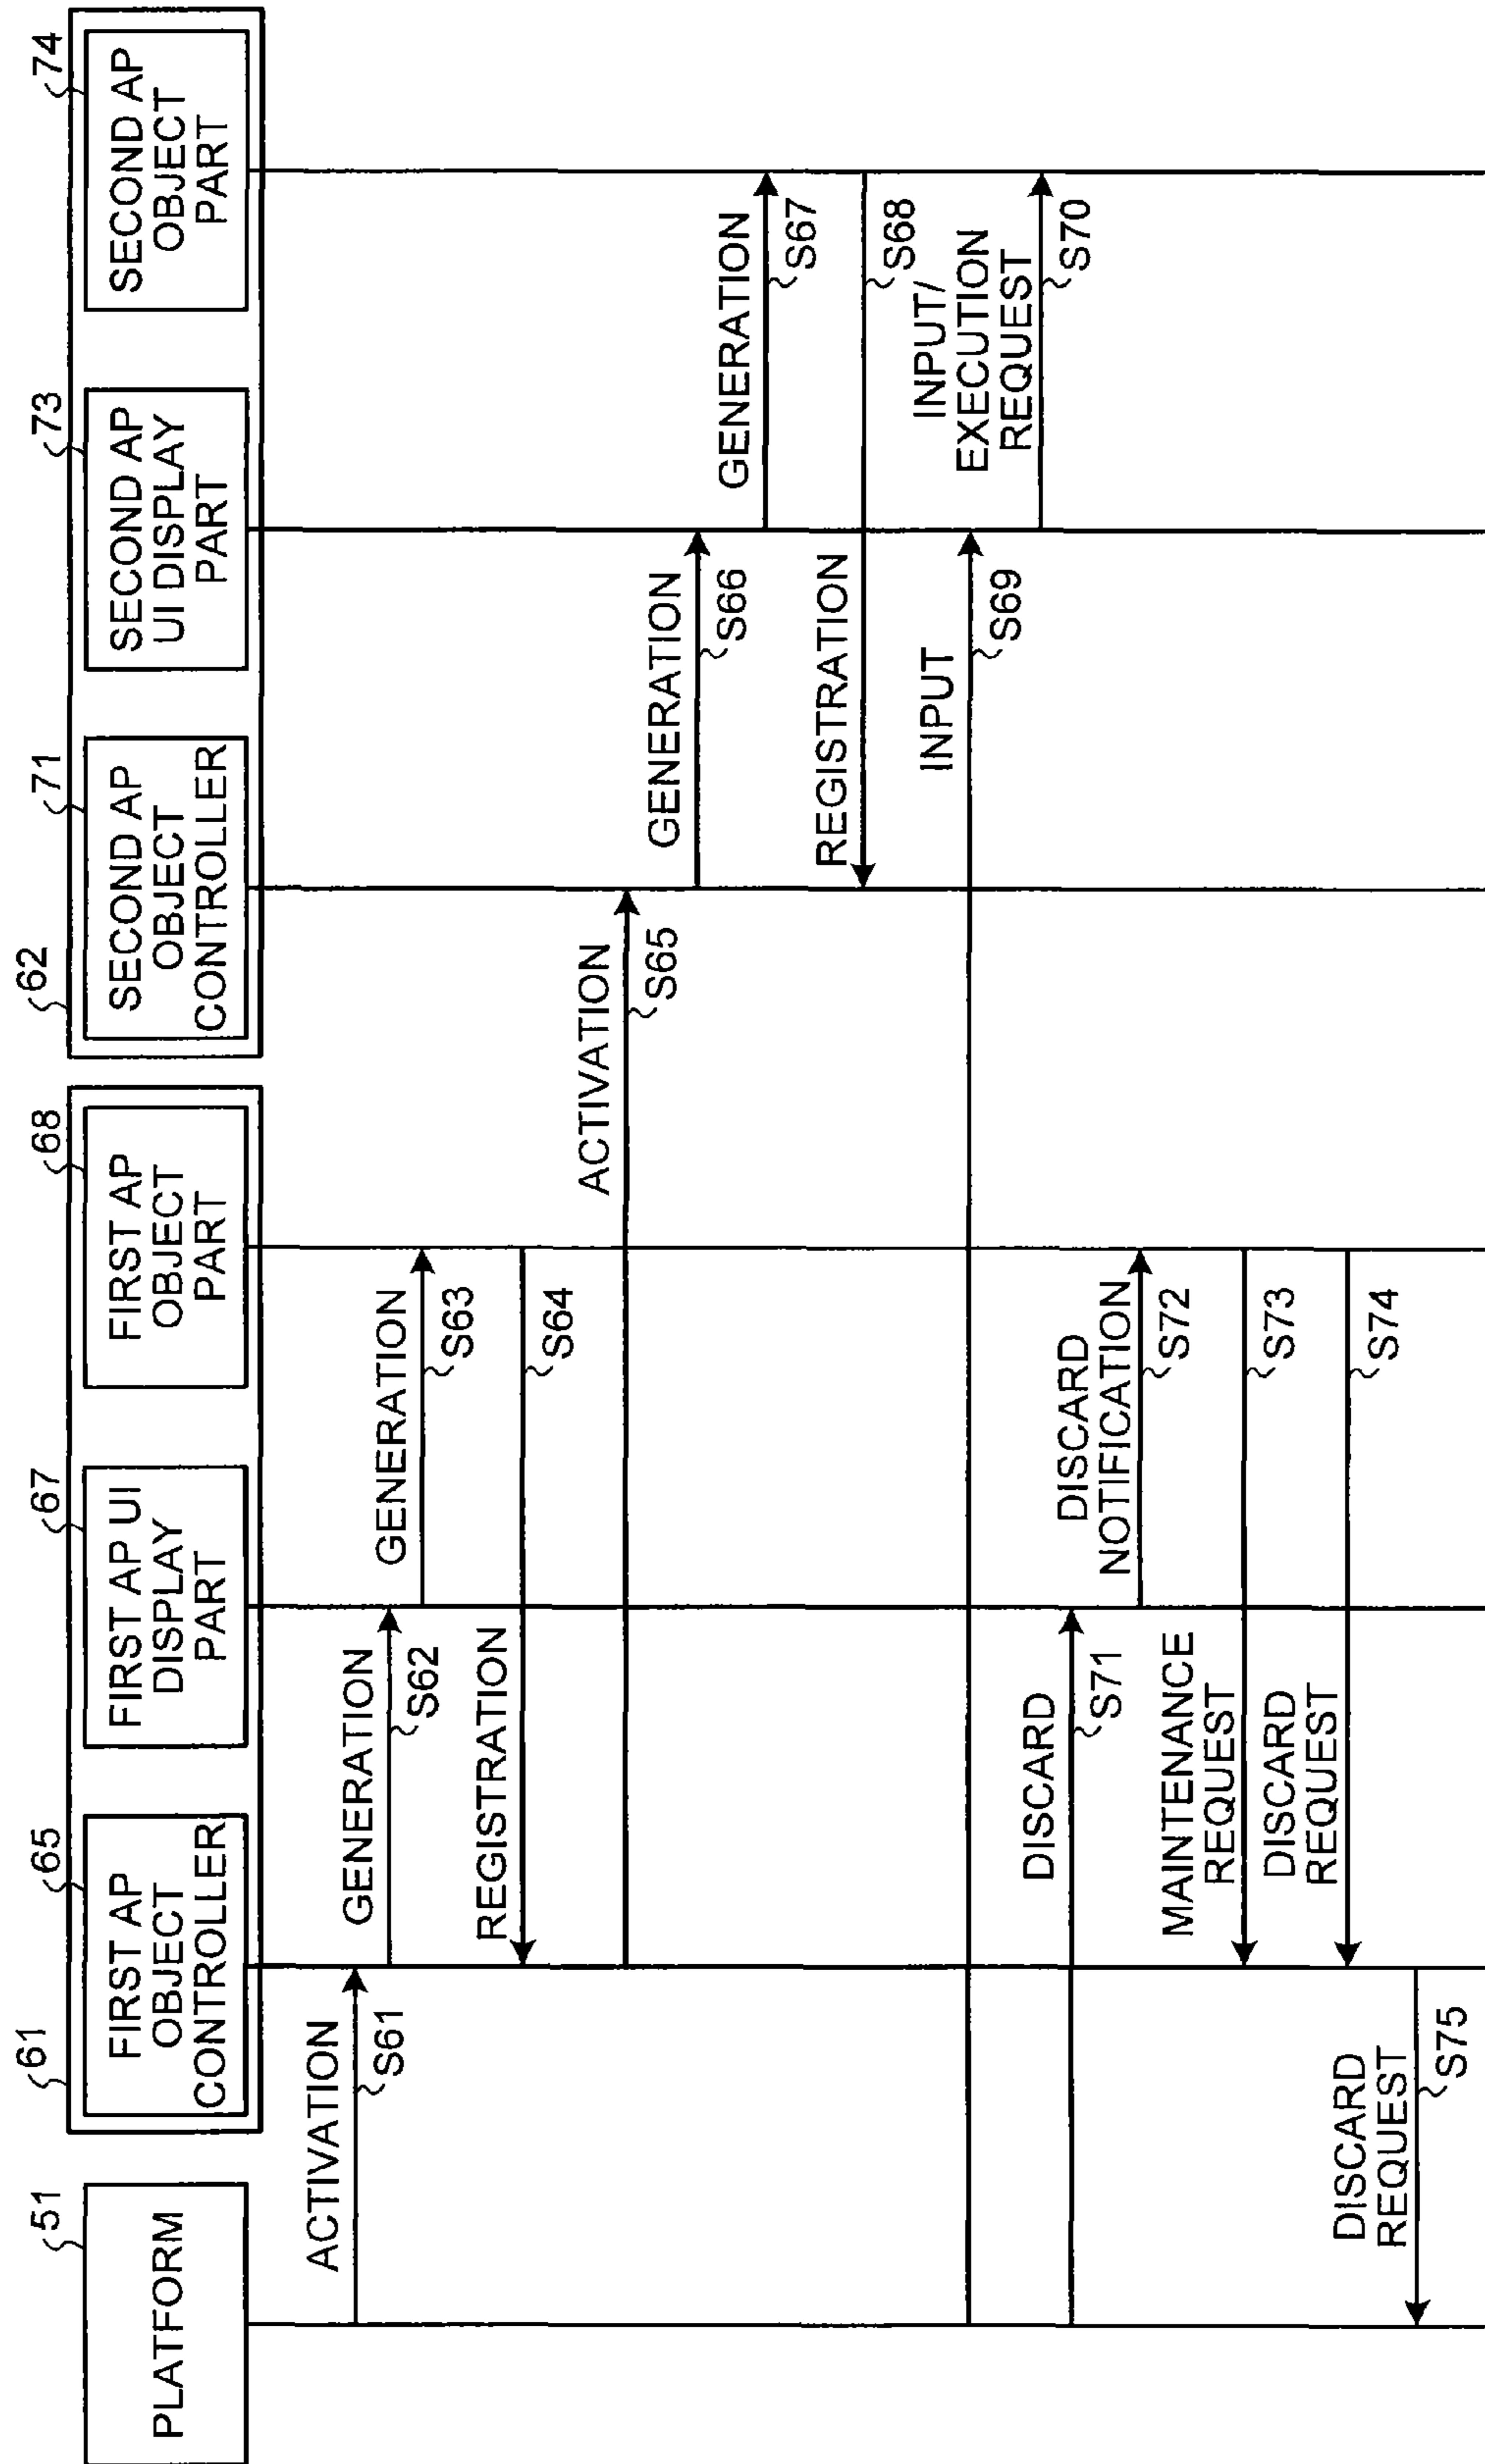 51
PLATFORM
61
65
FIRST AP
OBJECT
CONTROLLER
67
FIRST AP UI
DISPLAY
PART
68
FIRST AP
OBJECT
PART
62
71
SECOND AP
OBJECT
CONTROLLER
73
SECOND AP
UI DISPLAY
PART
74
SECOND AP
OBJECT
PART
ACTIVATION
S61
GENERATION
S62
GENERATION
S63
REGISTRATION
S64
ACTIVATION
S65
GENERATION
S66
GENERATION
S67
REGISTRATION
S68
INPUT
S69
INPUT/
EXECUTION
REQUEST
S70
DISCARD
S71
DISCARD
NOTIFICATION
S72
MAINTENANCE
REQUEST
S73
DISCARD
REQUEST
S74
DISCARD
REQUEST
S75